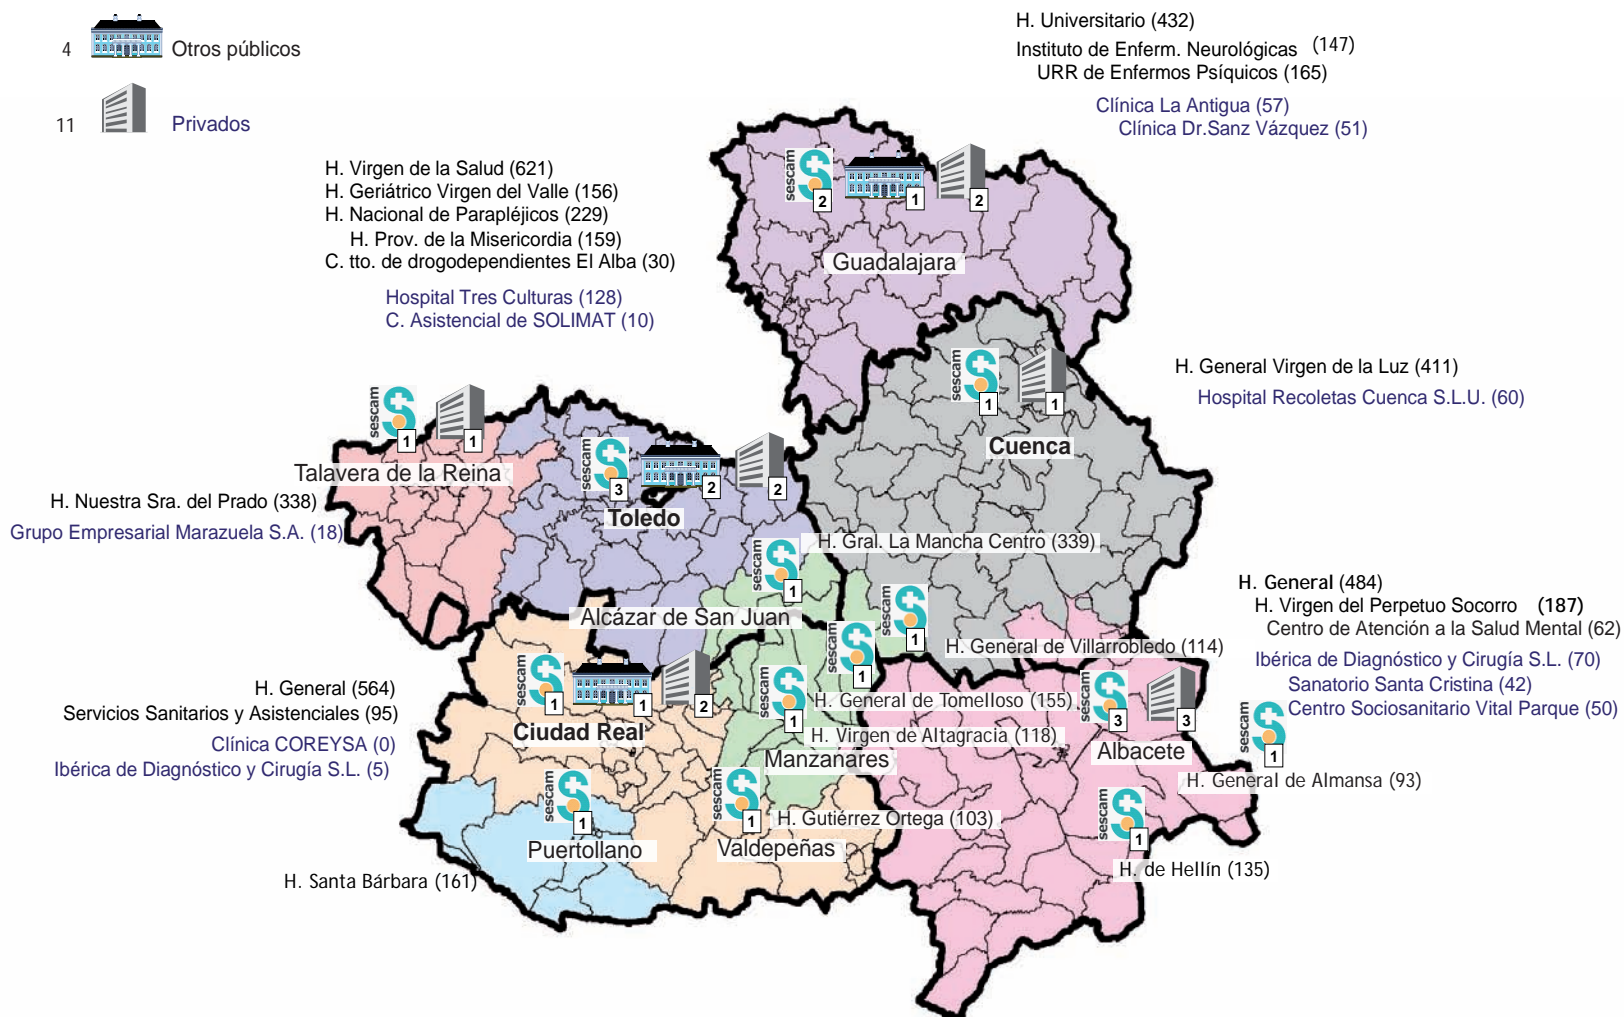 4 Otros públicos
11 Privados
H. Universitario (432)
Instituto de Enferm. Neurológicas (147)
URR de Enfermos Psíquicos (165)
Clínica La Antigua (57)
Clínica Dr.Sanz Vázquez (51)
H. Virgen de la Salud (621)
H. Geriátrico Virgen del Valle (156)
H. Nacional de Parapléjicos (229)
H. Prov. de la Misericordia (159)
C. tto. de drogodependientes El Alba (30)
Hospital Tres Culturas (128)
C. Asistencial de SOLIMAT (10)
sescam 2 1 2
Guadalajara
H. General Virgen de la Luz (411)
Hospital Recoletas Cuenca S.L.U. (60)
sescam 1 1
Cuenca
sescam 1 1
Talavera de la Reina
H. Nuestra Sra. del Prado (338)
Grupo Empresarial Marazuela S.A. (18)
sescam 3 2 2
Toledo
H. Gral. La Mancha Centro (339)
sescam 1
Alcázar de San Juan
sescam 1
H. General de Villarrobledo (114)
H. General (484)
H. Virgen del Perpetuo Socorro (187)
Centro de Atención a la Salud Mental (62)
Ibérica de Diagnóstico y Cirugía S.L. (70)
Sanatorio Santa Cristina (42)
Centro Sociosanitario Vital Parque (50)
sescam 1
H. General de Tomelloso (155)
sescam 1
H. Virgen de Altagracia (118)
Manzanares
H. General (564)
Servicios Sanitarios y Asistenciales (95)
Clínica COREYSA (0)
Ibérica de Diagnóstico y Cirugía S.L. (5)
sescam 1 1 2
Ciudad Real
sescam 3 3
Albacete
sescam 1
H. General de Almansa (93)
sescam 1
Puertollano
H. Santa Bárbara (161)
sescam 1
H. Gutiérrez Ortega (103)
Valdepeñas
sescam 1
H. de Hellín (135)